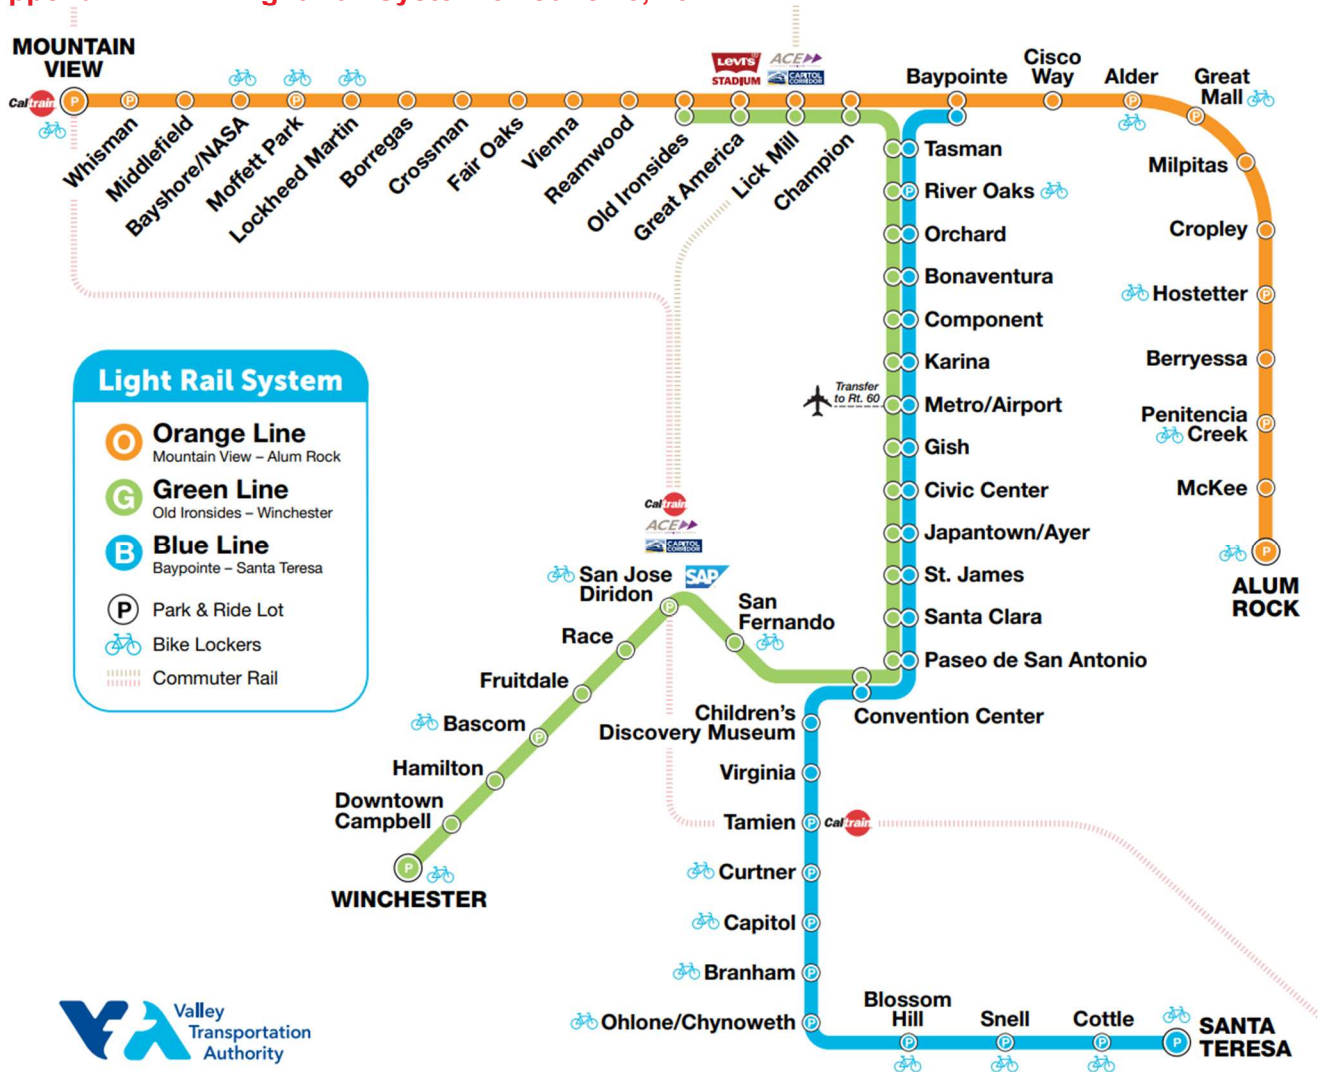 MOUNTAIN
VIEW
Caltrain
P
Whisman
Middlefield
Bayshore/NASA
Moffett Park
Lockheed Martin
Borregas
Crossman
Fair Oaks
Vienna
Reamwood
Old Ironsides
Great America
Lick Mill
Champion
LEVI'S
STADIUM
ACE
CAPITOL
CORRIDOR
Baypointe
Cisco
Way
Alder
Great
Mall
Milpitas
Cropley
Hostetter
Berryessa
Penitencia
Creek
McKee
ALUM
ROCK
Tasman
River Oaks
Orchard
Bonaventura
Component
Karina
Transfer
to Rt. 60
Metro/Airport
Gish
Civic Center
Japantown/Ayer
St. James
Santa Clara
Paseo de San Antonio
Convention Center
Light Rail System
O Orange Line
Mountain View – Alum Rock
G Green Line
Old Ironsides – Winchester
B Blue Line
Baypointe – Santa Teresa
P Park & Ride Lot
Bike Lockers
Commuter Rail
Caltrain
ACE
CAPITOL
CORRIDOR
San Jose
Diridon
SAP
San
Fernando
Race
Fruitdale
Bascom
Hamilton
Downtown
Campbell
WINCHESTER
Children's
Discovery Museum
Virginia
Tamien
Caltrain
Curtner
Capitol
Branham
Ohlone/Chynoweth
Blossom
Hill
Snell
Cottle
SANTA
TERESA
VTA
Valley
Transportation
Authority